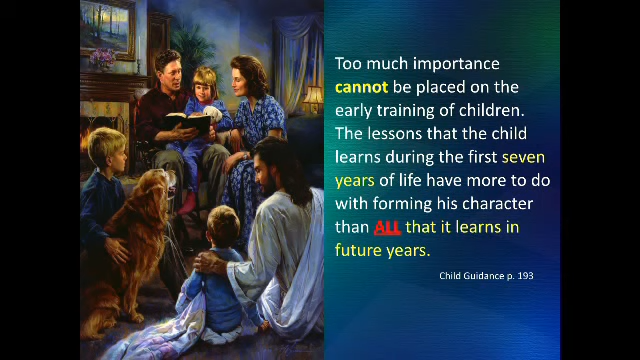 Too much importance
cannot be placed on the
early training of children.
The lessons that the child
learns during the first seven
years of life have more to do
with forming his character
than ALL that it learns in
future years.
Child Guidance p. 193